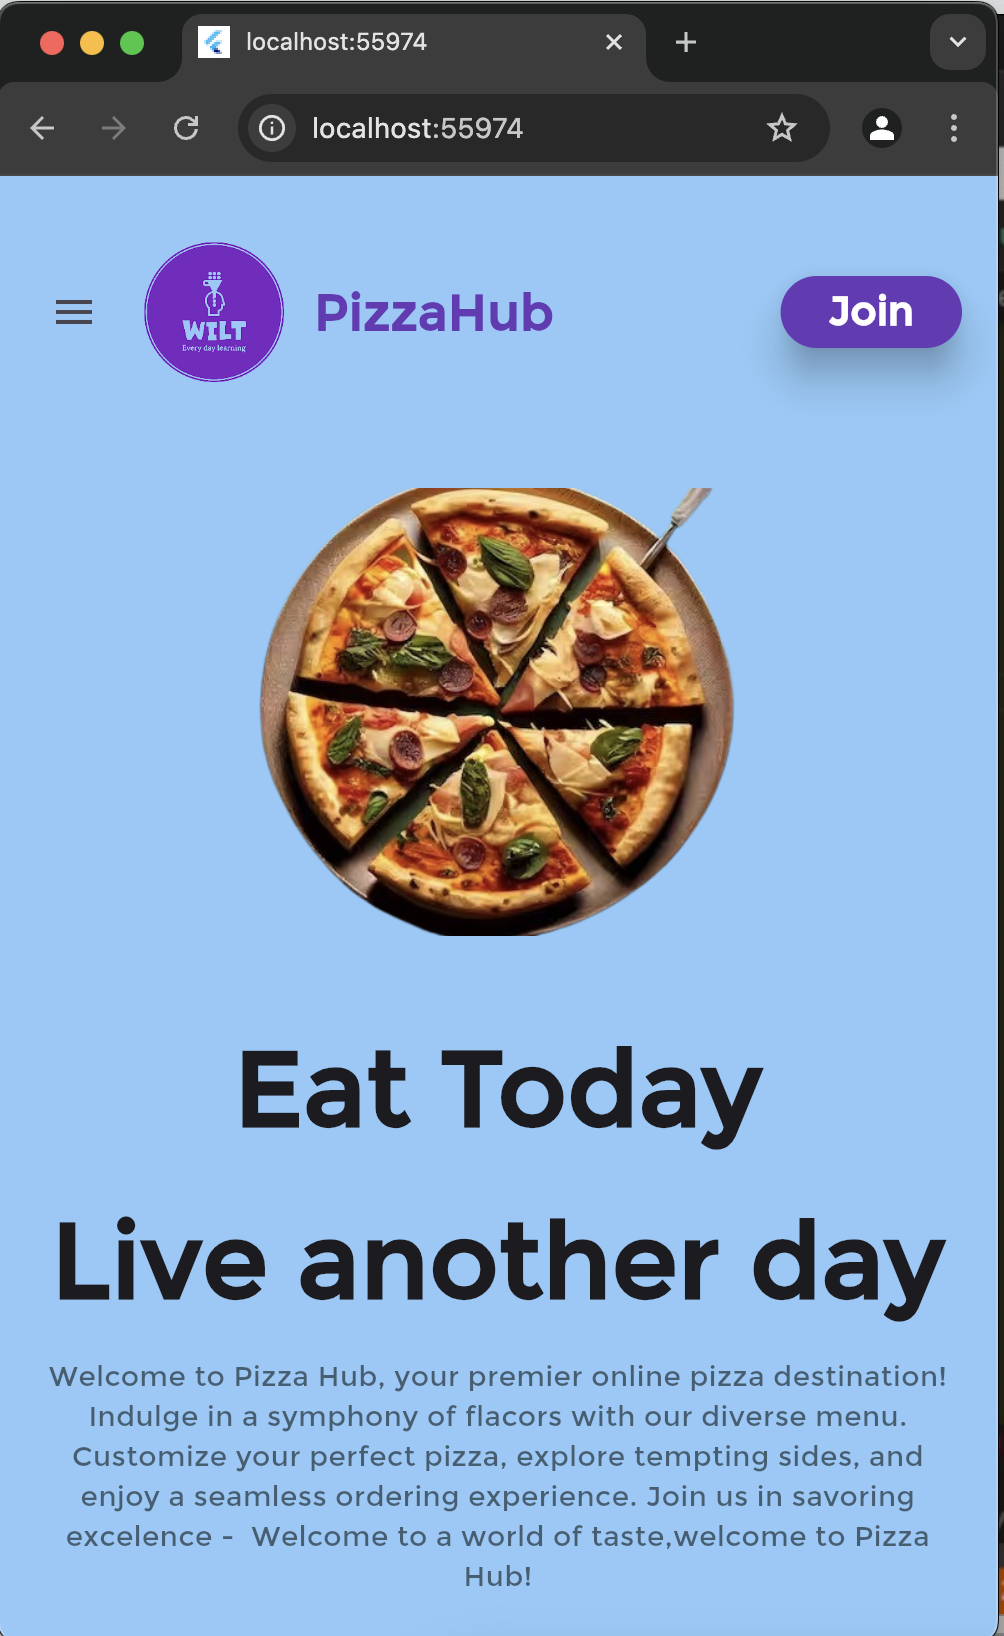 localhost:55974
localhost:55974
WILT
Every day learning
PizzaHub
Join
Eat Today
Live another day
Welcome to Pizza Hub, your premier online pizza destination!
Indulge in a symphony of flacors with our diverse menu.
Customize your perfect pizza, explore tempting sides, and
enjoy a seamless ordering experience. Join us in savoring
excelence -  Welcome to a world of taste,welcome to Pizza
Hub!